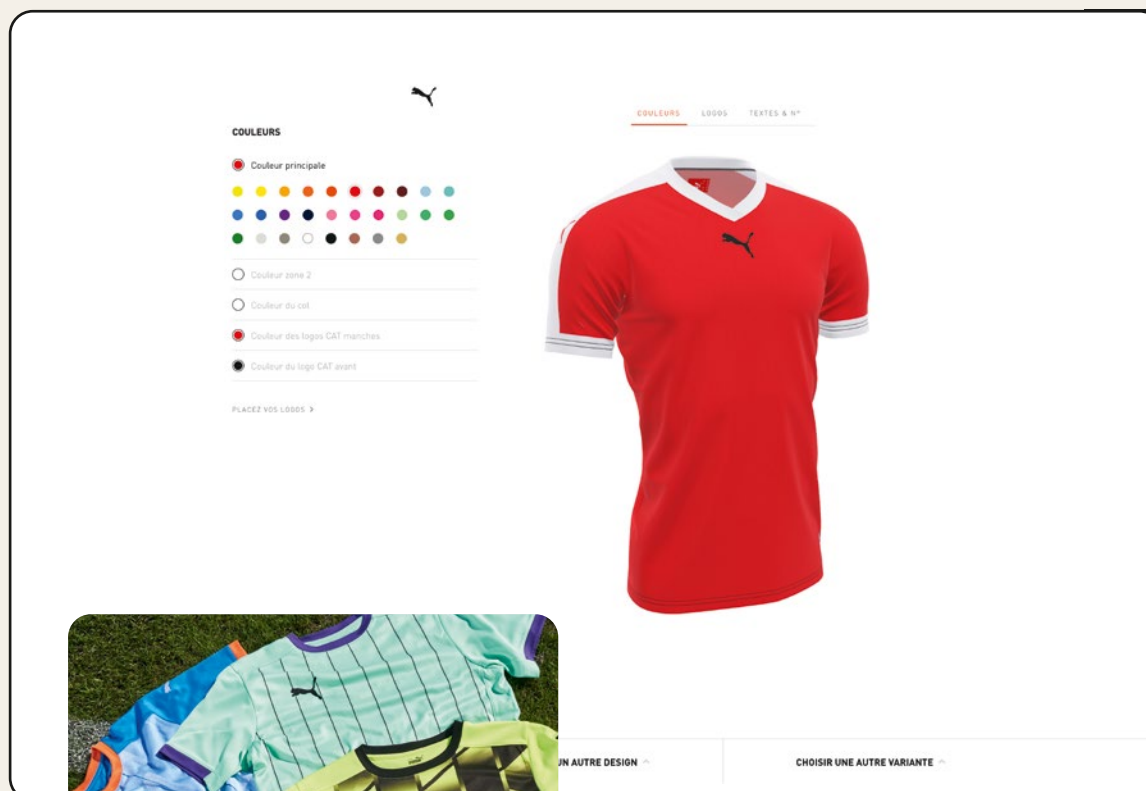 COULEURS
Couleur principale
Couleur zone 2
Couleur du col
Couleur des logos CAT manches
Couleur du logo CAT avant
PLACEZ VOS LOGOS
COULEURS LOGOS TEXTES & N°
UN AUTRE DESIGN
CHOISIR UNE AUTRE VARIANTE